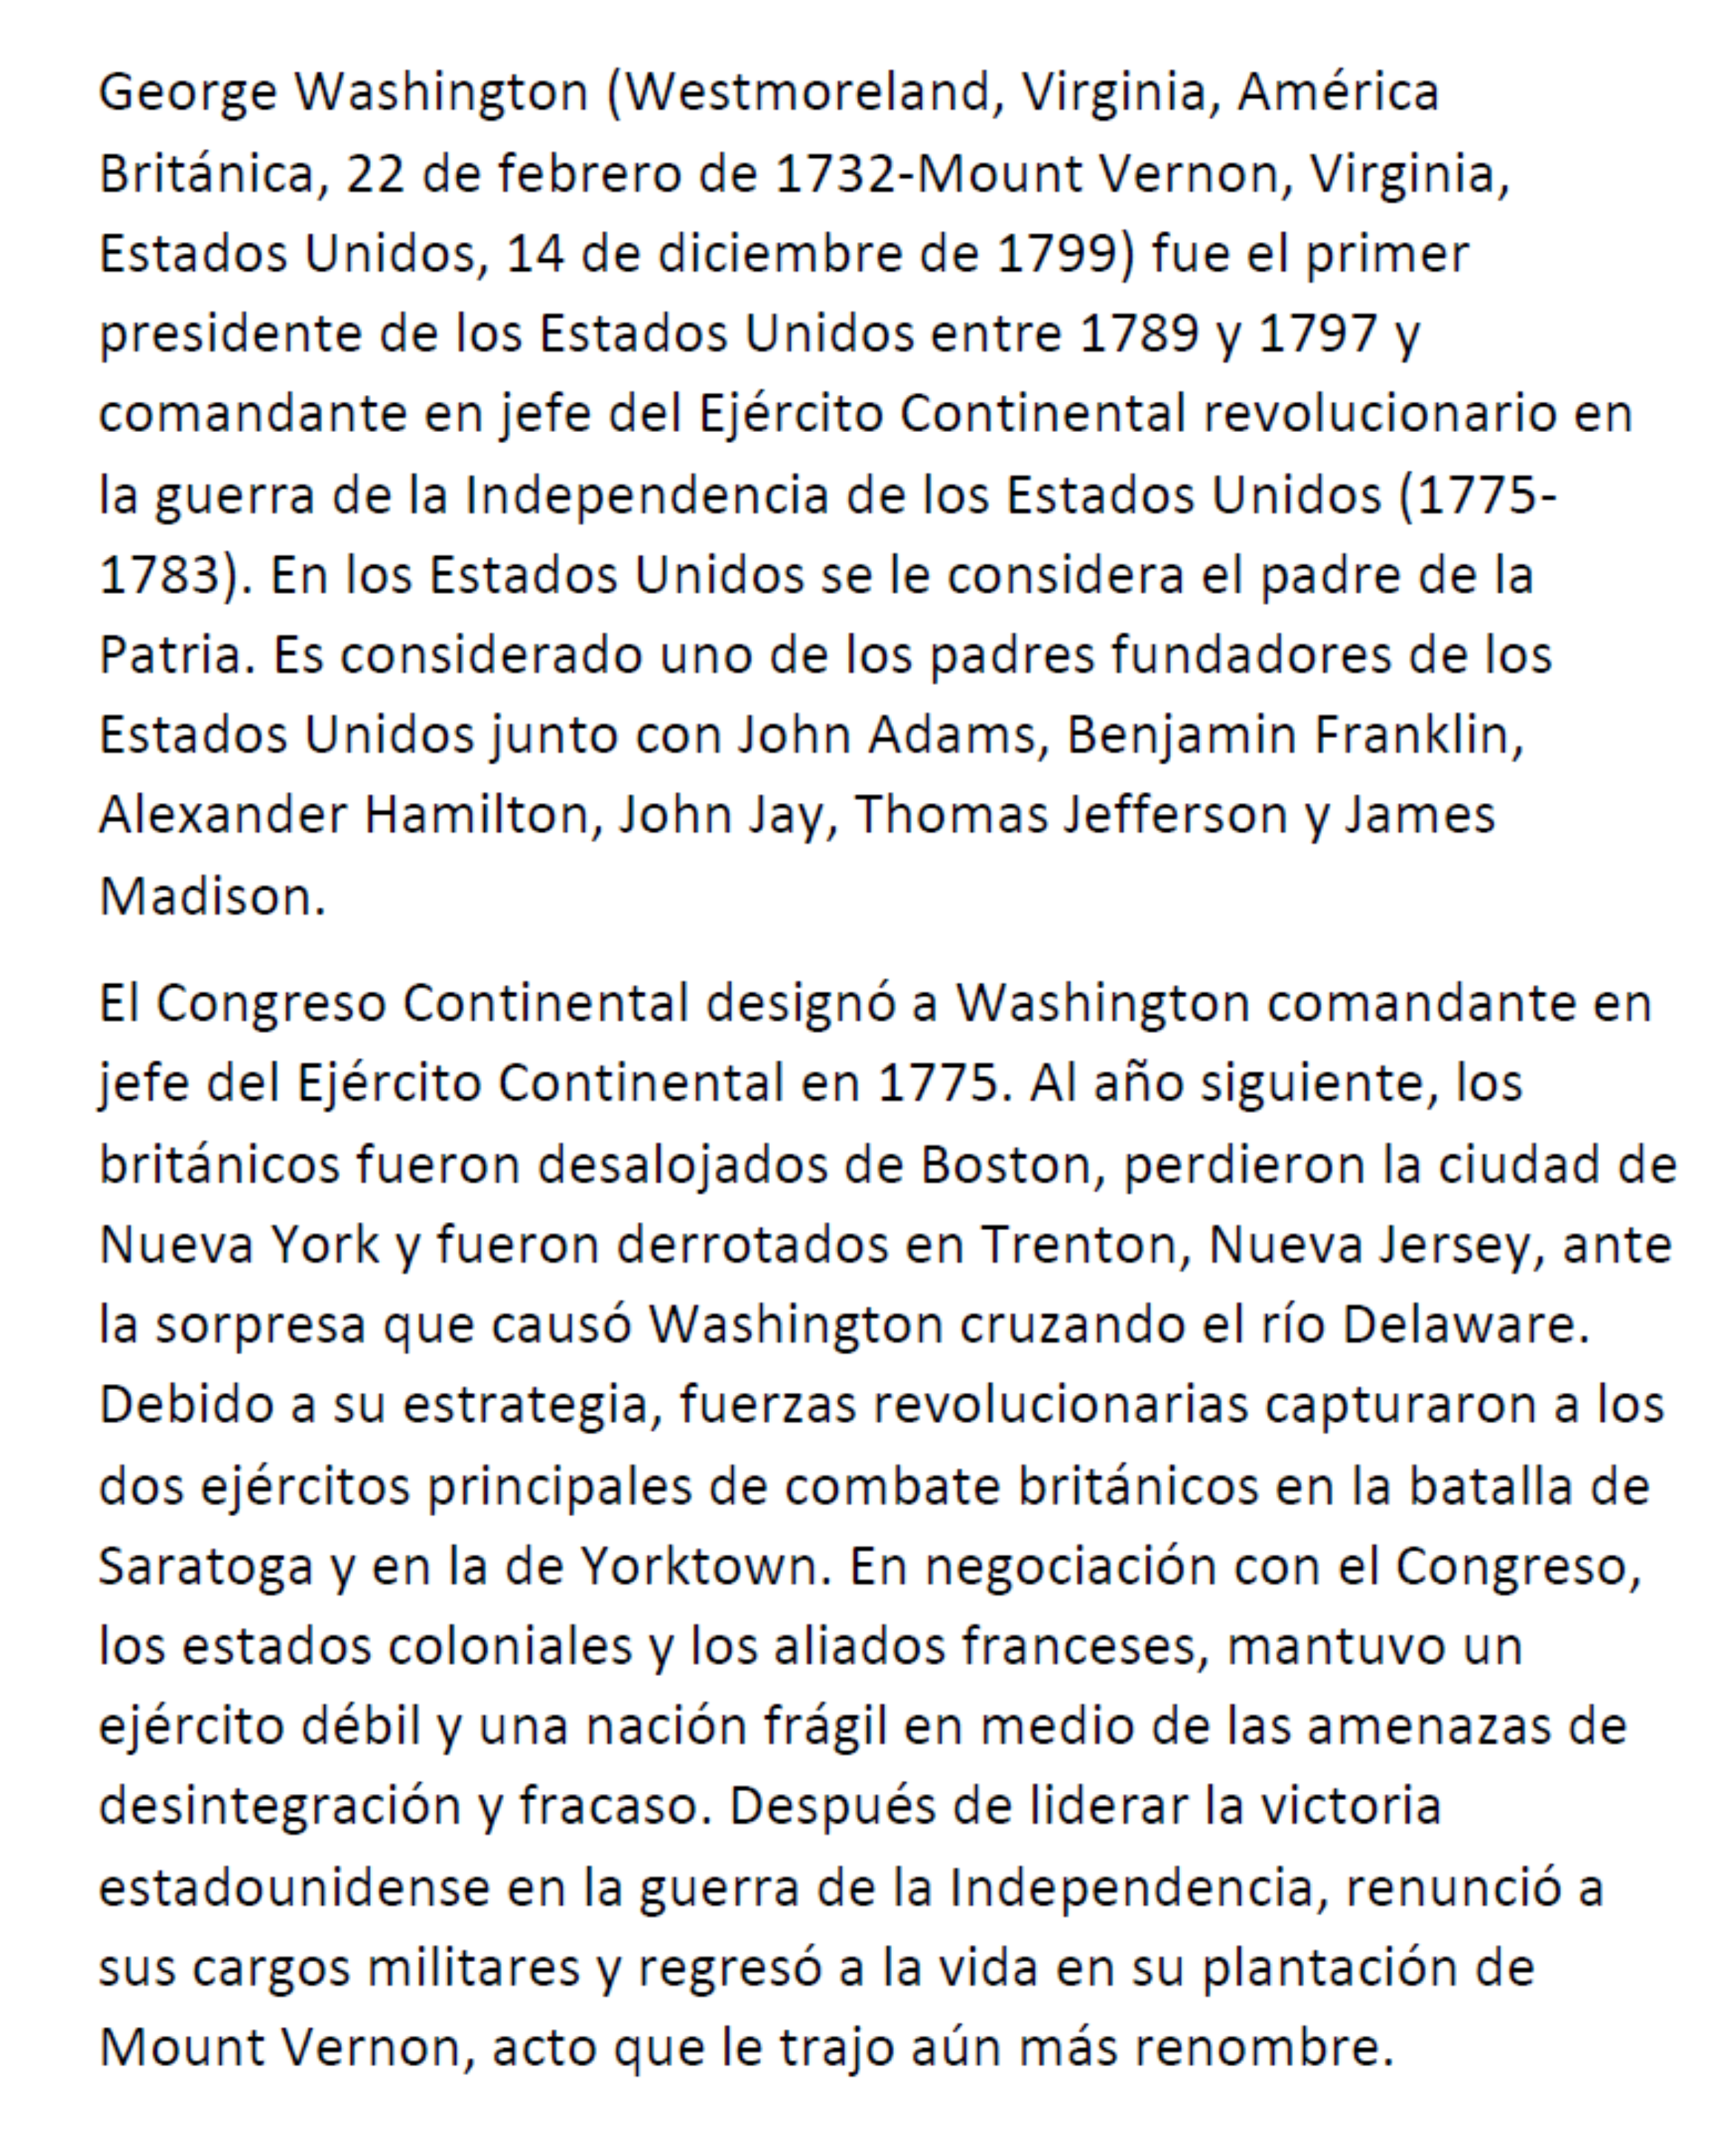 George Washington (Westmoreland, Virginia, América
Británica, 22 de febrero de 1732-Mount Vernon, Virginia,
Estados Unidos, 14 de diciembre de 1799) fue el primer
presidente de los Estados Unidos entre 1789 y 1797 y
comandante en jefe del Ejército Continental revolucionario en
la guerra de la Independencia de los Estados Unidos (1775-
1783). En los Estados Unidos se le considera el padre de la
Patria. Es considerado uno de los padres fundadores de los
Estados Unidos junto con John Adams, Benjamin Franklin,
Alexander Hamilton, John Jay, Thomas Jefferson y James
Madison.
El Congreso Continental designó a Washington comandante en
jefe del Ejército Continental en 1775. Al año siguiente, los
británicos fueron desalojados de Boston, perdieron la ciudad de
Nueva York y fueron derrotados en Trenton, Nueva Jersey, ante
la sorpresa que causó Washington cruzando el río Delaware.
Debido a su estrategia, fuerzas revolucionarias capturaron a los
dos ejércitos principales de combate británicos en la batalla de
Saratoga y en la de Yorktown. En negociación con el Congreso,
los estados coloniales y los aliados franceses, mantuvo un
ejército débil y una nación frágil en medio de las amenazas de
desintegración y fracaso. Después de liderar la victoria
estadounidense en la guerra de la Independencia, renunció a
sus cargos militares y regresó a la vida en su plantación de
Mount Vernon, acto que le trajo aún más renombre.